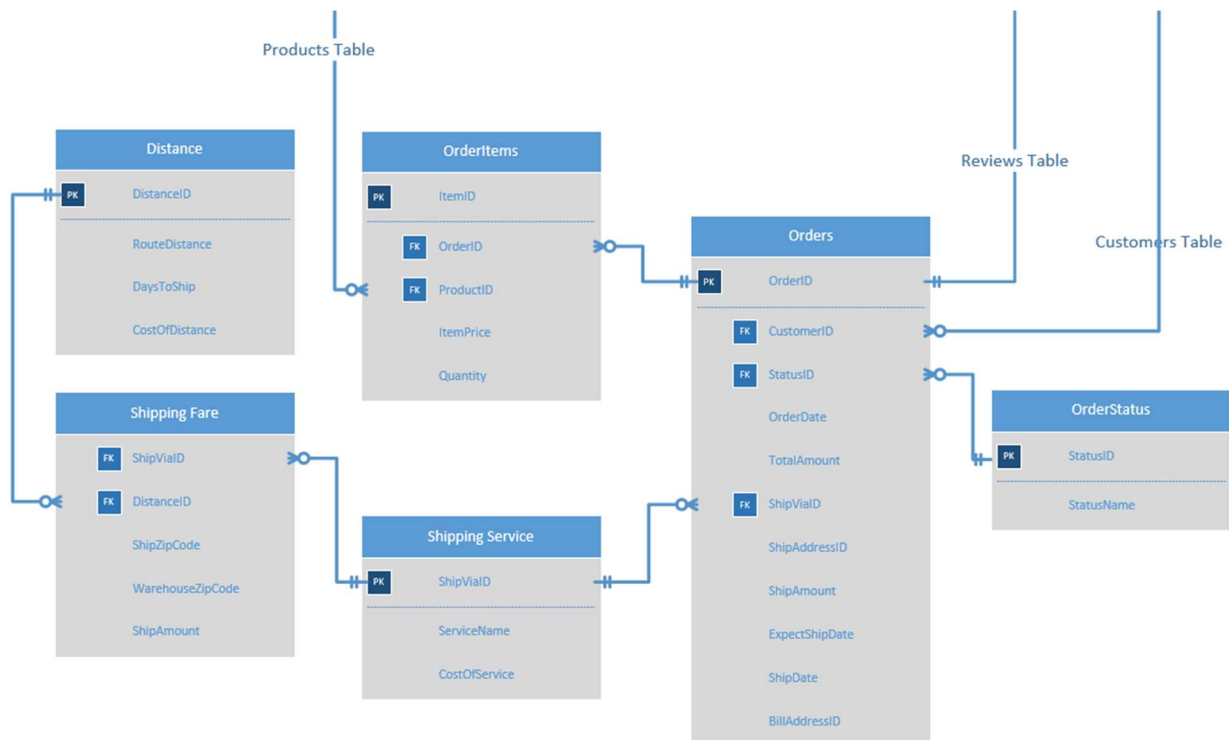 Products Table
Reviews Table
Customers Table
Distance
PK DistanceID
RouteDistance
DaysToShip
CostOfDistance
OrderItems
PK ItemID
FK OrderID
FK ProductID
ItemPrice
Quantity
Orders
PK OrderID
FK CustomerID
FK StatusID
OrderDate
TotalAmount
FK ShipViaID
ShipAddressID
ShipAmount
ExpectShipDate
ShipDate
BillAddressID
OrderStatus
PK StatusID
StatusName
Shipping Fare
FK ShipViaID
FK DistanceID
ShipZipCode
WarehouseZipCode
ShipAmount
Shipping Service
PK ShipViaID
ServiceName
CostOfService